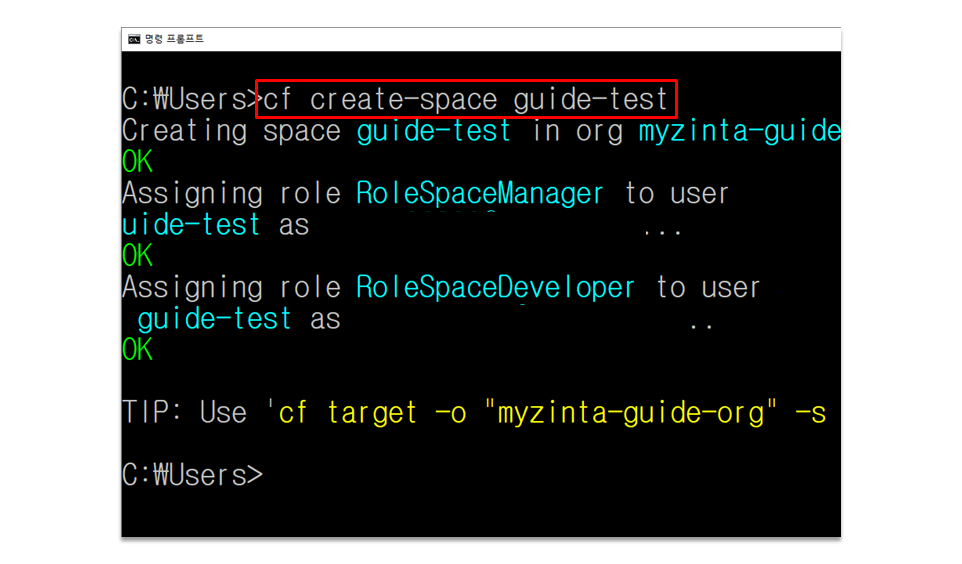 명령 프롬프트
C:₩Users>cf create-space guide-test
Creating space guide-test in org myzinta-guide
OK
Assigning role RoleSpaceManager to user
uide-test as ...
OK
Assigning role RoleSpaceDeveloper to user
guide-test as ..
OK
TIP: Use 'cf target -o "myzinta-guide-org" -s
C:₩Users>